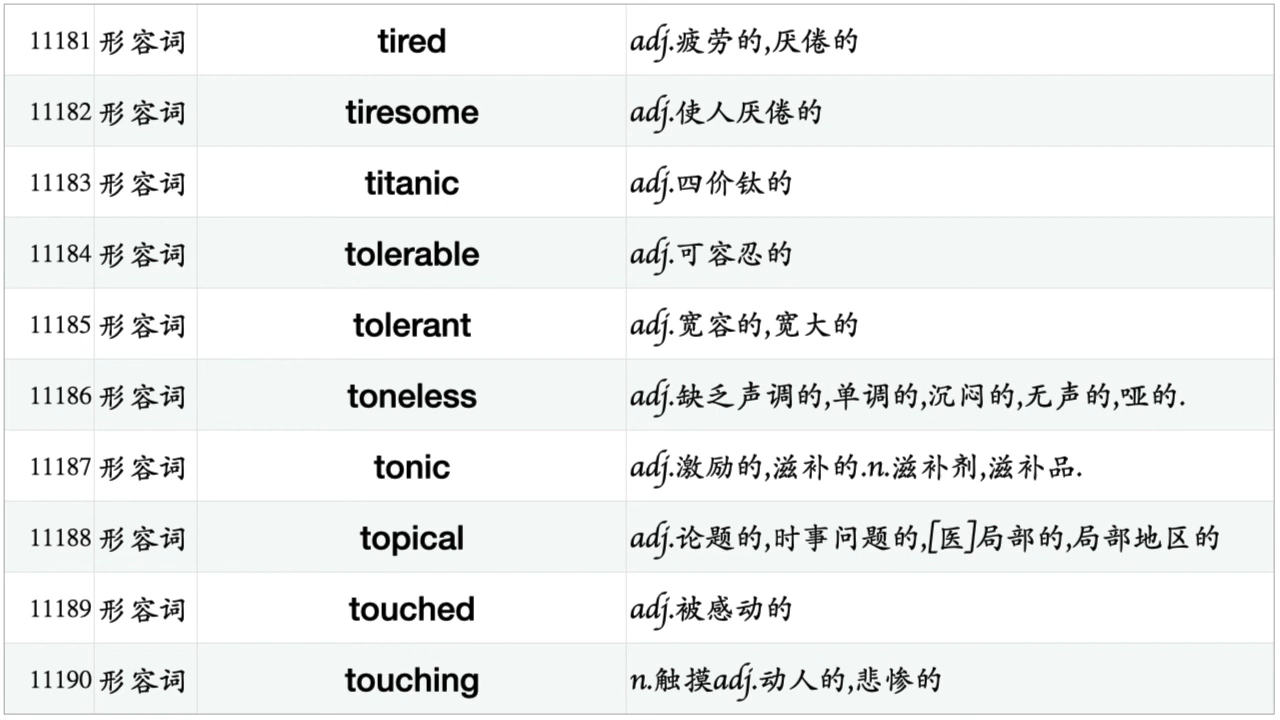 11181 形容词 tired adj.疲劳的,厌倦的
11182 形容词 tiresome adj.使人厌倦的
11183 形容词 titanic adj.四价钛的
11184 形容词 tolerable adj.可容忍的
11185 形容词 tolerant adj.宽容的,宽大的
11186 形容词 toneless adj.缺乏声调的,单调的,沉闷的,无声的,哑的.
11187 形容词 tonic adj.激励的,滋补的.n.滋补剂,滋补品.
11188 形容词 topical adj.论题的,时事问题的,[医]局部的,局部地区的
11189 形容词 touched adj.被感动的
11190 形容词 touching n.触摸adj.动人的,悲惨的